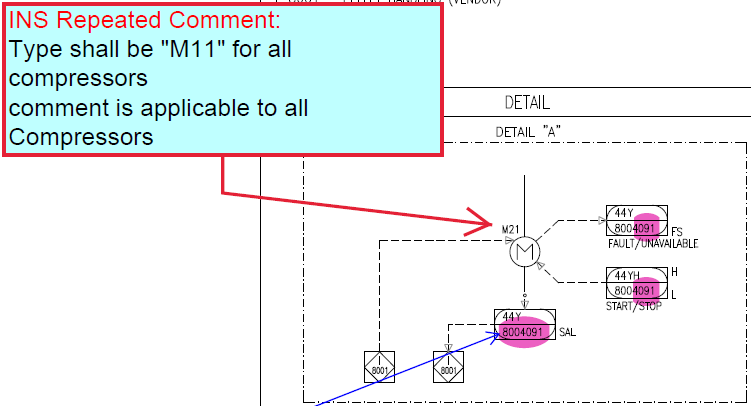 INS Repeated Comment:
Type shall be "M11" for all
compressors
comment is applicable to all
Compressors
(VENDOR)
DETAIL
DETAIL "A"
M21
M
44Y
8004091
FS
FAULT/UNAVAILABLE
44YH
8004091
H
L
START/STOP
44Y
8004091
SAL
8001
8001